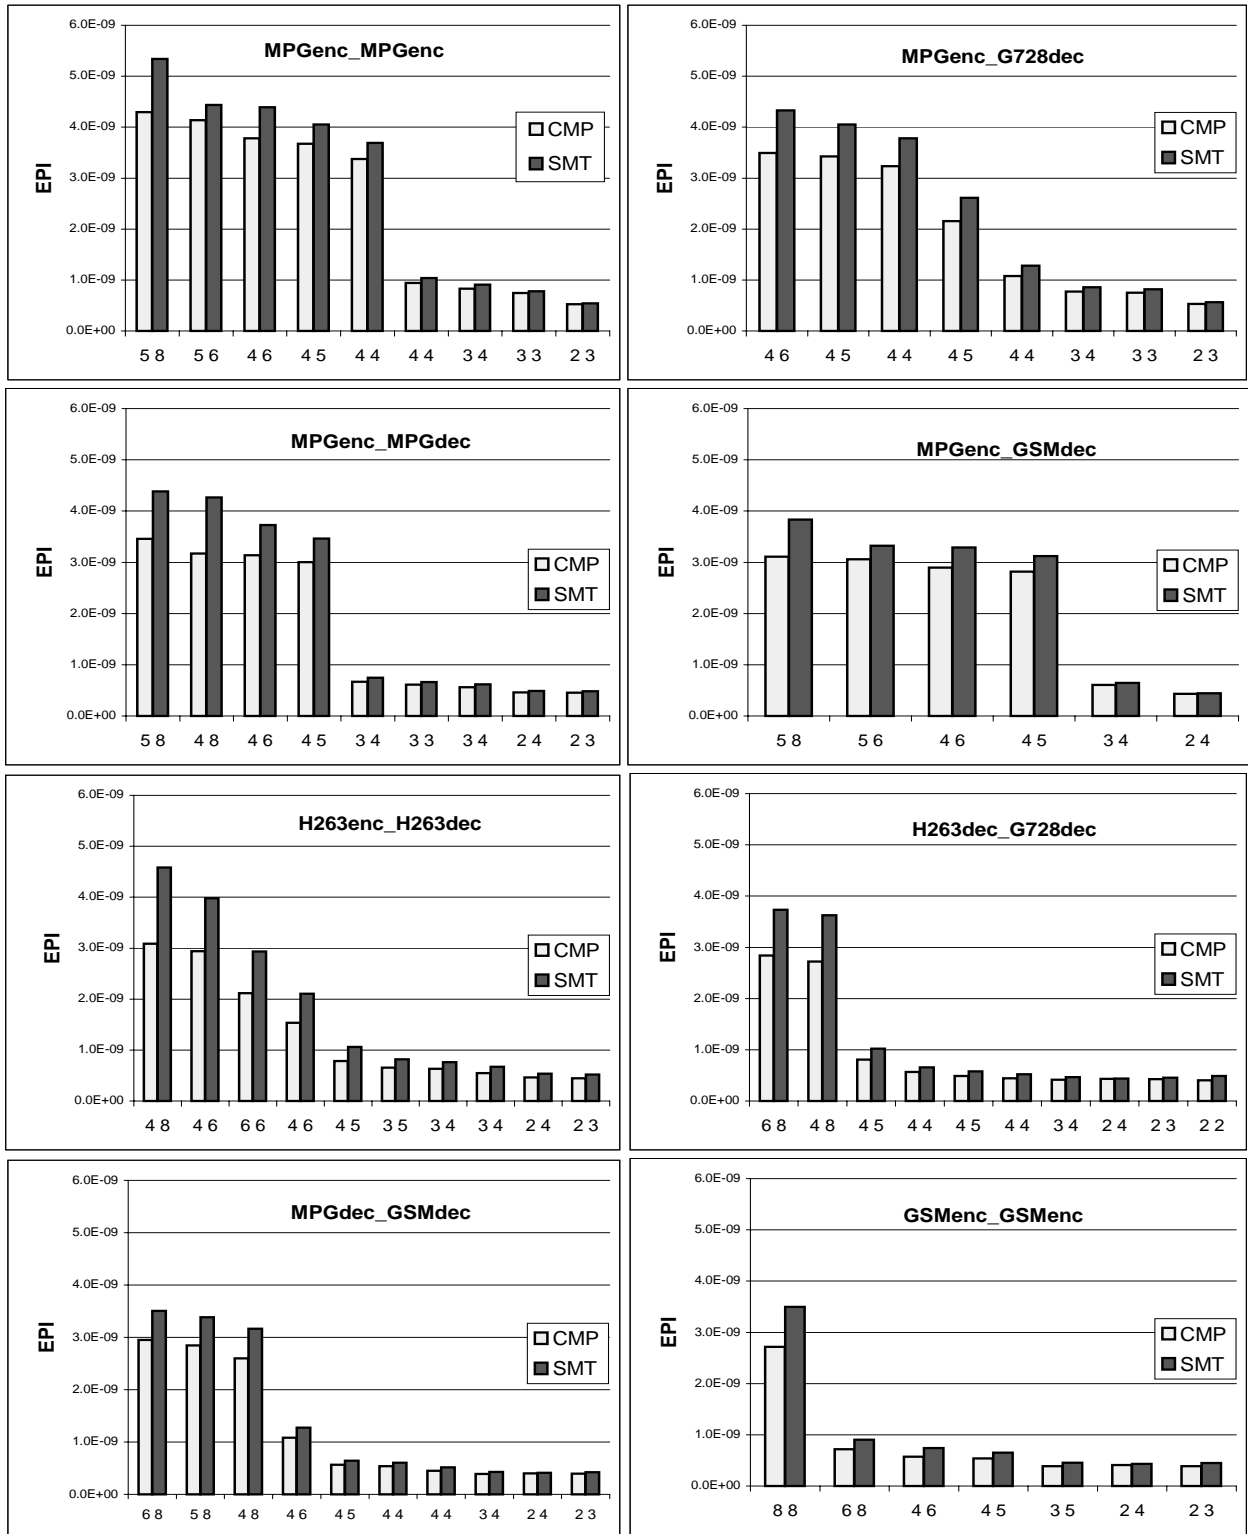 MPGenc_MPGenc
EPI
6.0E-09
5.0E-09
4.0E-09
3.0E-09
2.0E-09
1.0E-09
0.0E+00
CMP
SMT
5 8 5 6 4 6 4 5 4 4 4 4 3 4 3 3 2 3
MPGenc_G728dec
EPI
6.0E-09
5.0E-09
4.0E-09
3.0E-09
2.0E-09
1.0E-09
0.0E+00
CMP
SMT
4 6 4 5 4 4 4 5 4 4 3 4 3 3 2 3
MPGenc_MPGdec
EPI
6.0E-09
5.0E-09
4.0E-09
3.0E-09
2.0E-09
1.0E-09
0.0E+00
CMP
SMT
5 8 4 8 4 6 4 5 3 4 3 3 3 4 2 4 2 3
MPGenc_GSMdec
EPI
6.0E-09
5.0E-09
4.0E-09
3.0E-09
2.0E-09
1.0E-09
0.0E+00
CMP
SMT
5 8 5 6 4 6 4 5 3 4 2 4
H263enc_H263dec
EPI
6.0E-09
5.0E-09
4.0E-09
3.0E-09
2.0E-09
1.0E-09
0.0E+00
CMP
SMT
4 8 4 6 6 6 4 6 4 5 3 5 3 4 3 4 2 4 2 3
H263dec_G728dec
EPI
6.0E-09
5.0E-09
4.0E-09
3.0E-09
2.0E-09
1.0E-09
0.0E+00
CMP
SMT
6 8 4 8 4 5 4 4 4 5 4 4 3 4 2 4 2 3 2 2
MPGdec_GSMdec
EPI
6.0E-09
5.0E-09
4.0E-09
3.0E-09
2.0E-09
1.0E-09
0.0E+00
CMP
SMT
6 8 5 8 4 8 4 6 4 5 4 4 4 4 3 4 2 4 2 3
GSMenc_GSMenc
EPI
6.0E-09
5.0E-09
4.0E-09
3.0E-09
2.0E-09
1.0E-09
0.0E+00
CMP
SMT
8 8 6 8 4 6 4 5 3 5 2 4 2 3